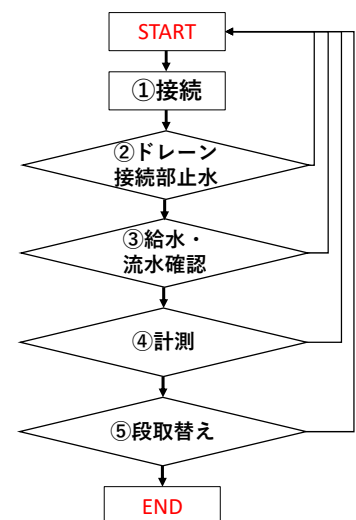 START
①接続
②ドレーン
接続部止水
③給水・
流水確認
④計測
⑤段取替え
END